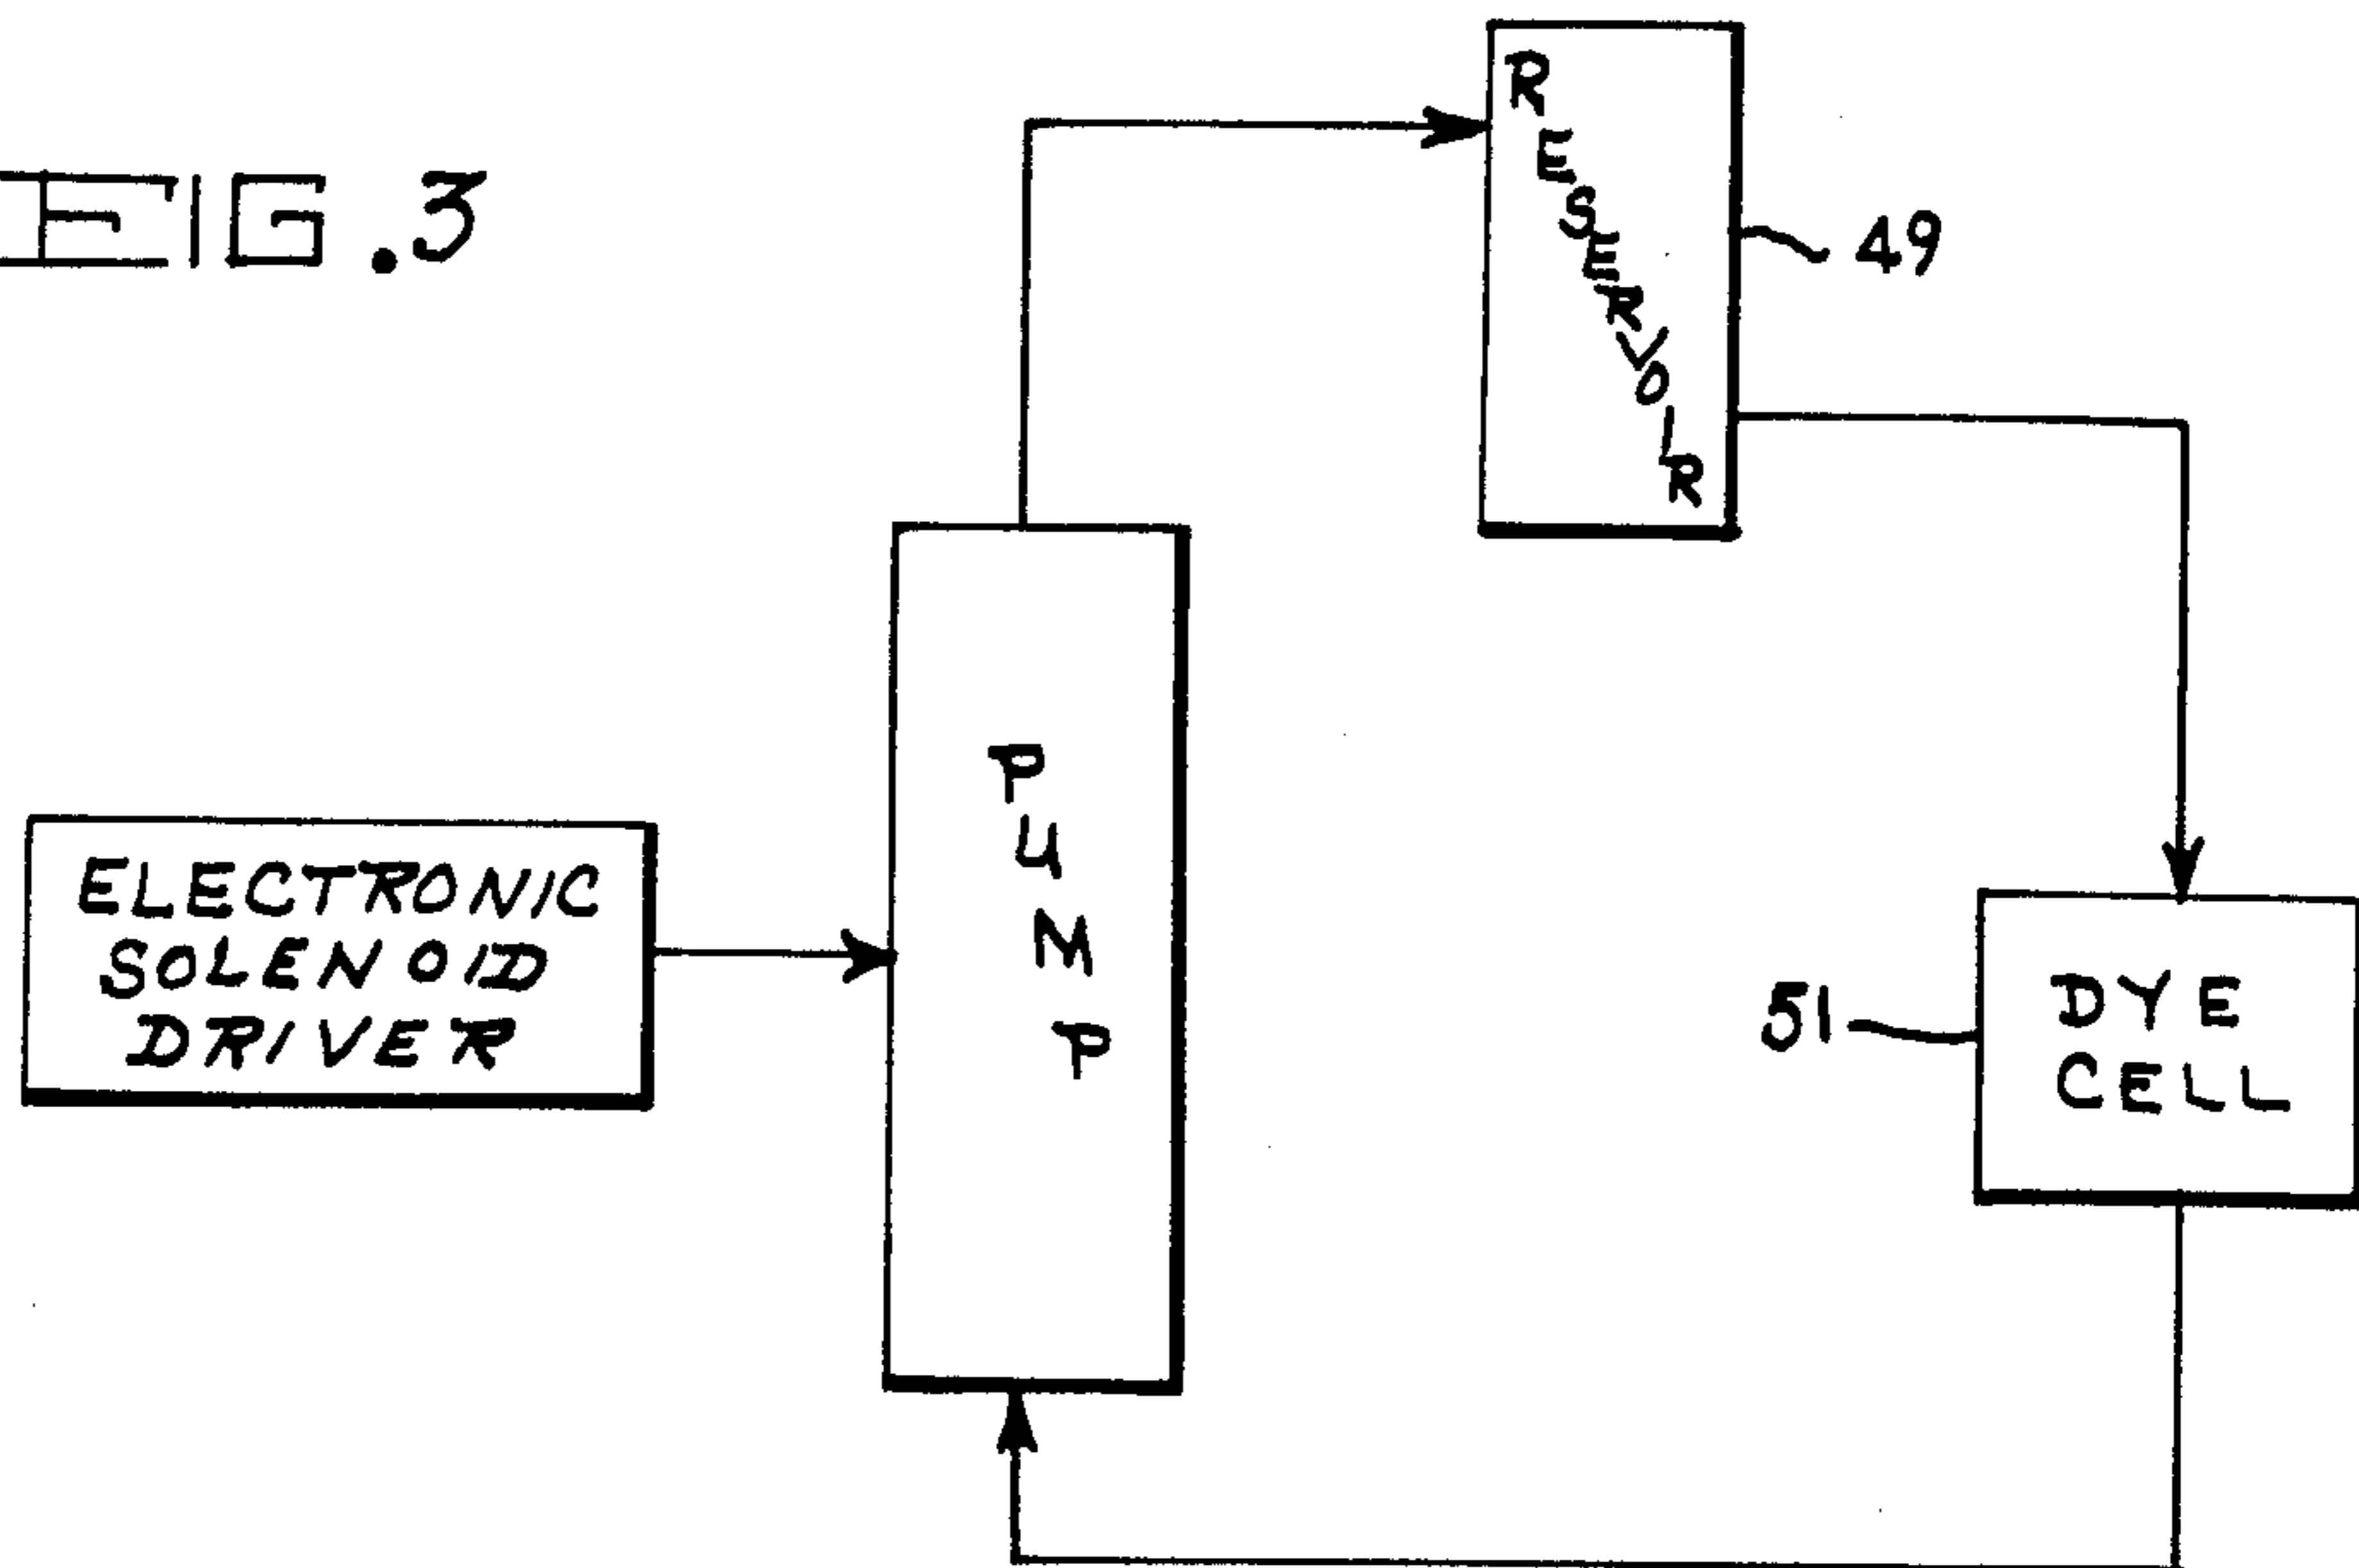 FIG.3
RESERVOIR
49
PUMP
ELECTRONIC
SOLENOID
DRIVER
51
DYE
CELL